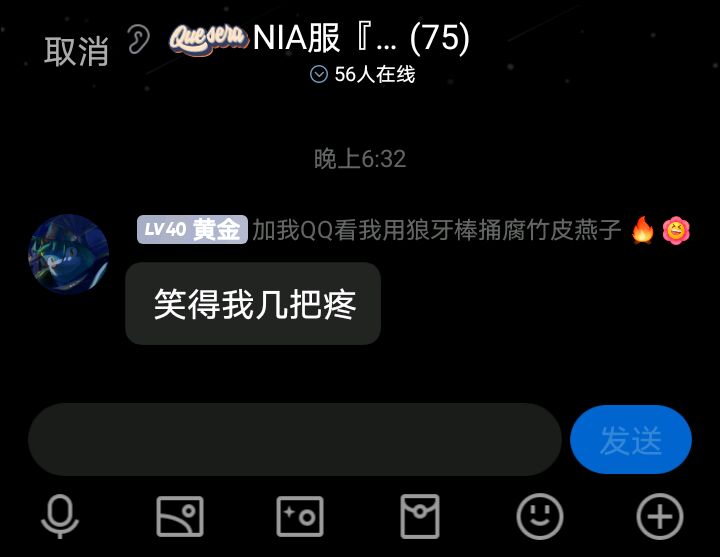 取消
Que sera NIA服『... (75)
56人在线
晚上6:32
LV40 黄金 加我QQ看我用狼牙棒捅腐竹皮燕子
笑得我几把疼
发送